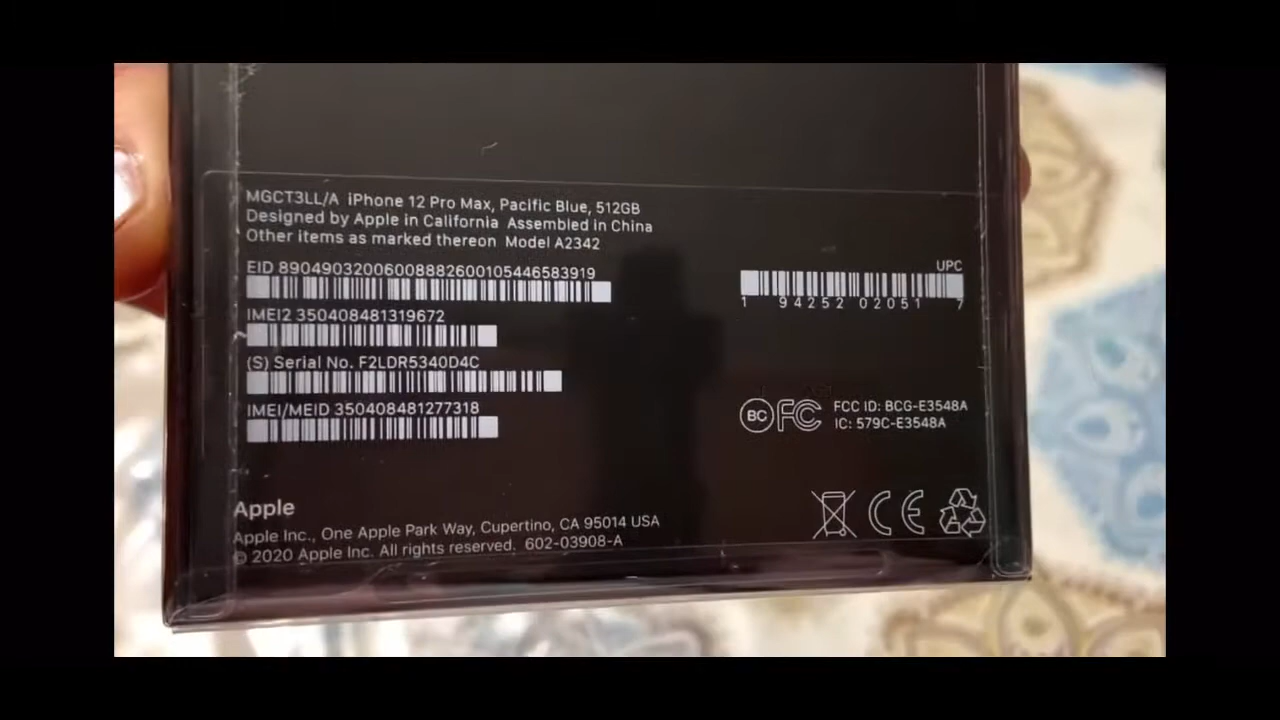 MGCT3LL/A iPhone 12 Pro Max, Pacific Blue, 512GB
Designed by Apple in California Assembled in China
Other items as marked thereon Model A2342
EID 89049032006008882600105446583919
IMEI2 350408481319672
(S) Serial No. F2LDR5340D4C
IMEI/MEID 350408481277318
UPC
1 94252 02051 7
BC FC FCC ID: BCG-E3548A
IC: 579C-E3548A
Apple
Apple Inc., One Apple Park Way, Cupertino, CA 95014 USA
© 2020 Apple Inc. All rights reserved. 602-03908-A
CE